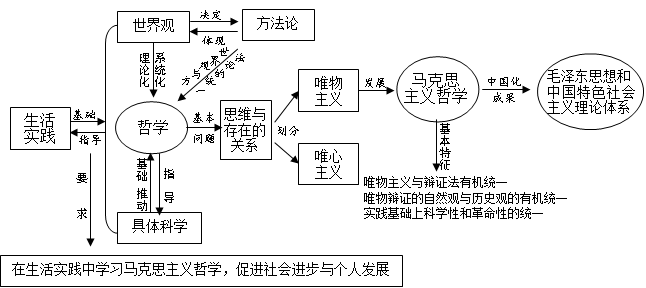 世界观
决定
体现
方法论
理论化
系统化
世界观与
方法论
的统一
生活
实践
基础
指导
哲学
基本
问题
思维与
存在的
关系
划分
唯物
主义
唯心
主义
发展
马克思
主义哲学
中国化
成果
毛泽东思想和
中国特色社会
主义理论体系
基本特征
唯物主义与辩证法有机统一
唯物辩证的自然观与历史观的有机统一
实践基础上科学性和革命性的统一
基础
推动
指导
具体科学
要求
在生活实践中学习马克思主义哲学，促进社会进步与个人发展